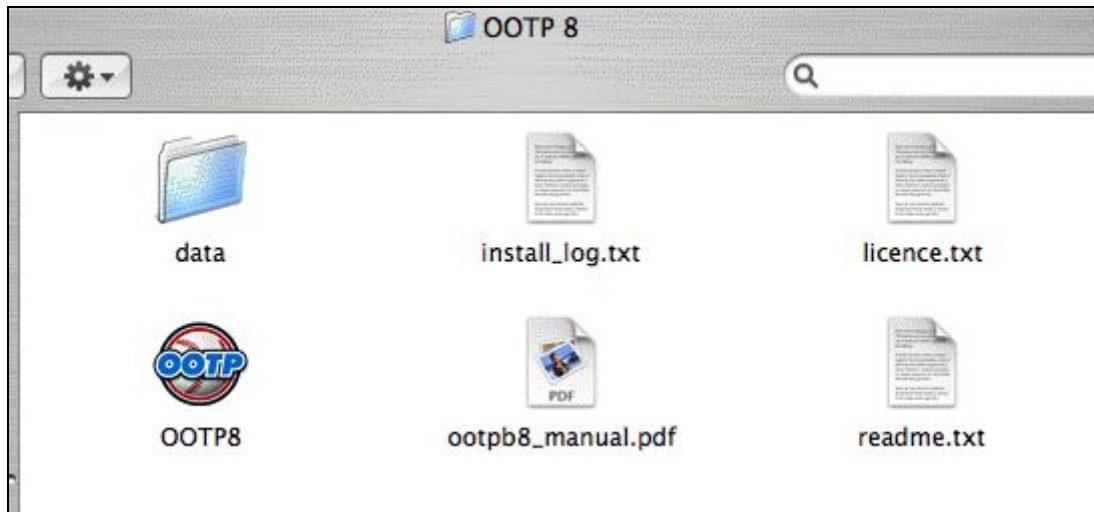 OOTP 8
data
install_log.txt
licence.txt
OOTP
PDF
OOTP8
ootpb8_manual.pdf
readme.txt